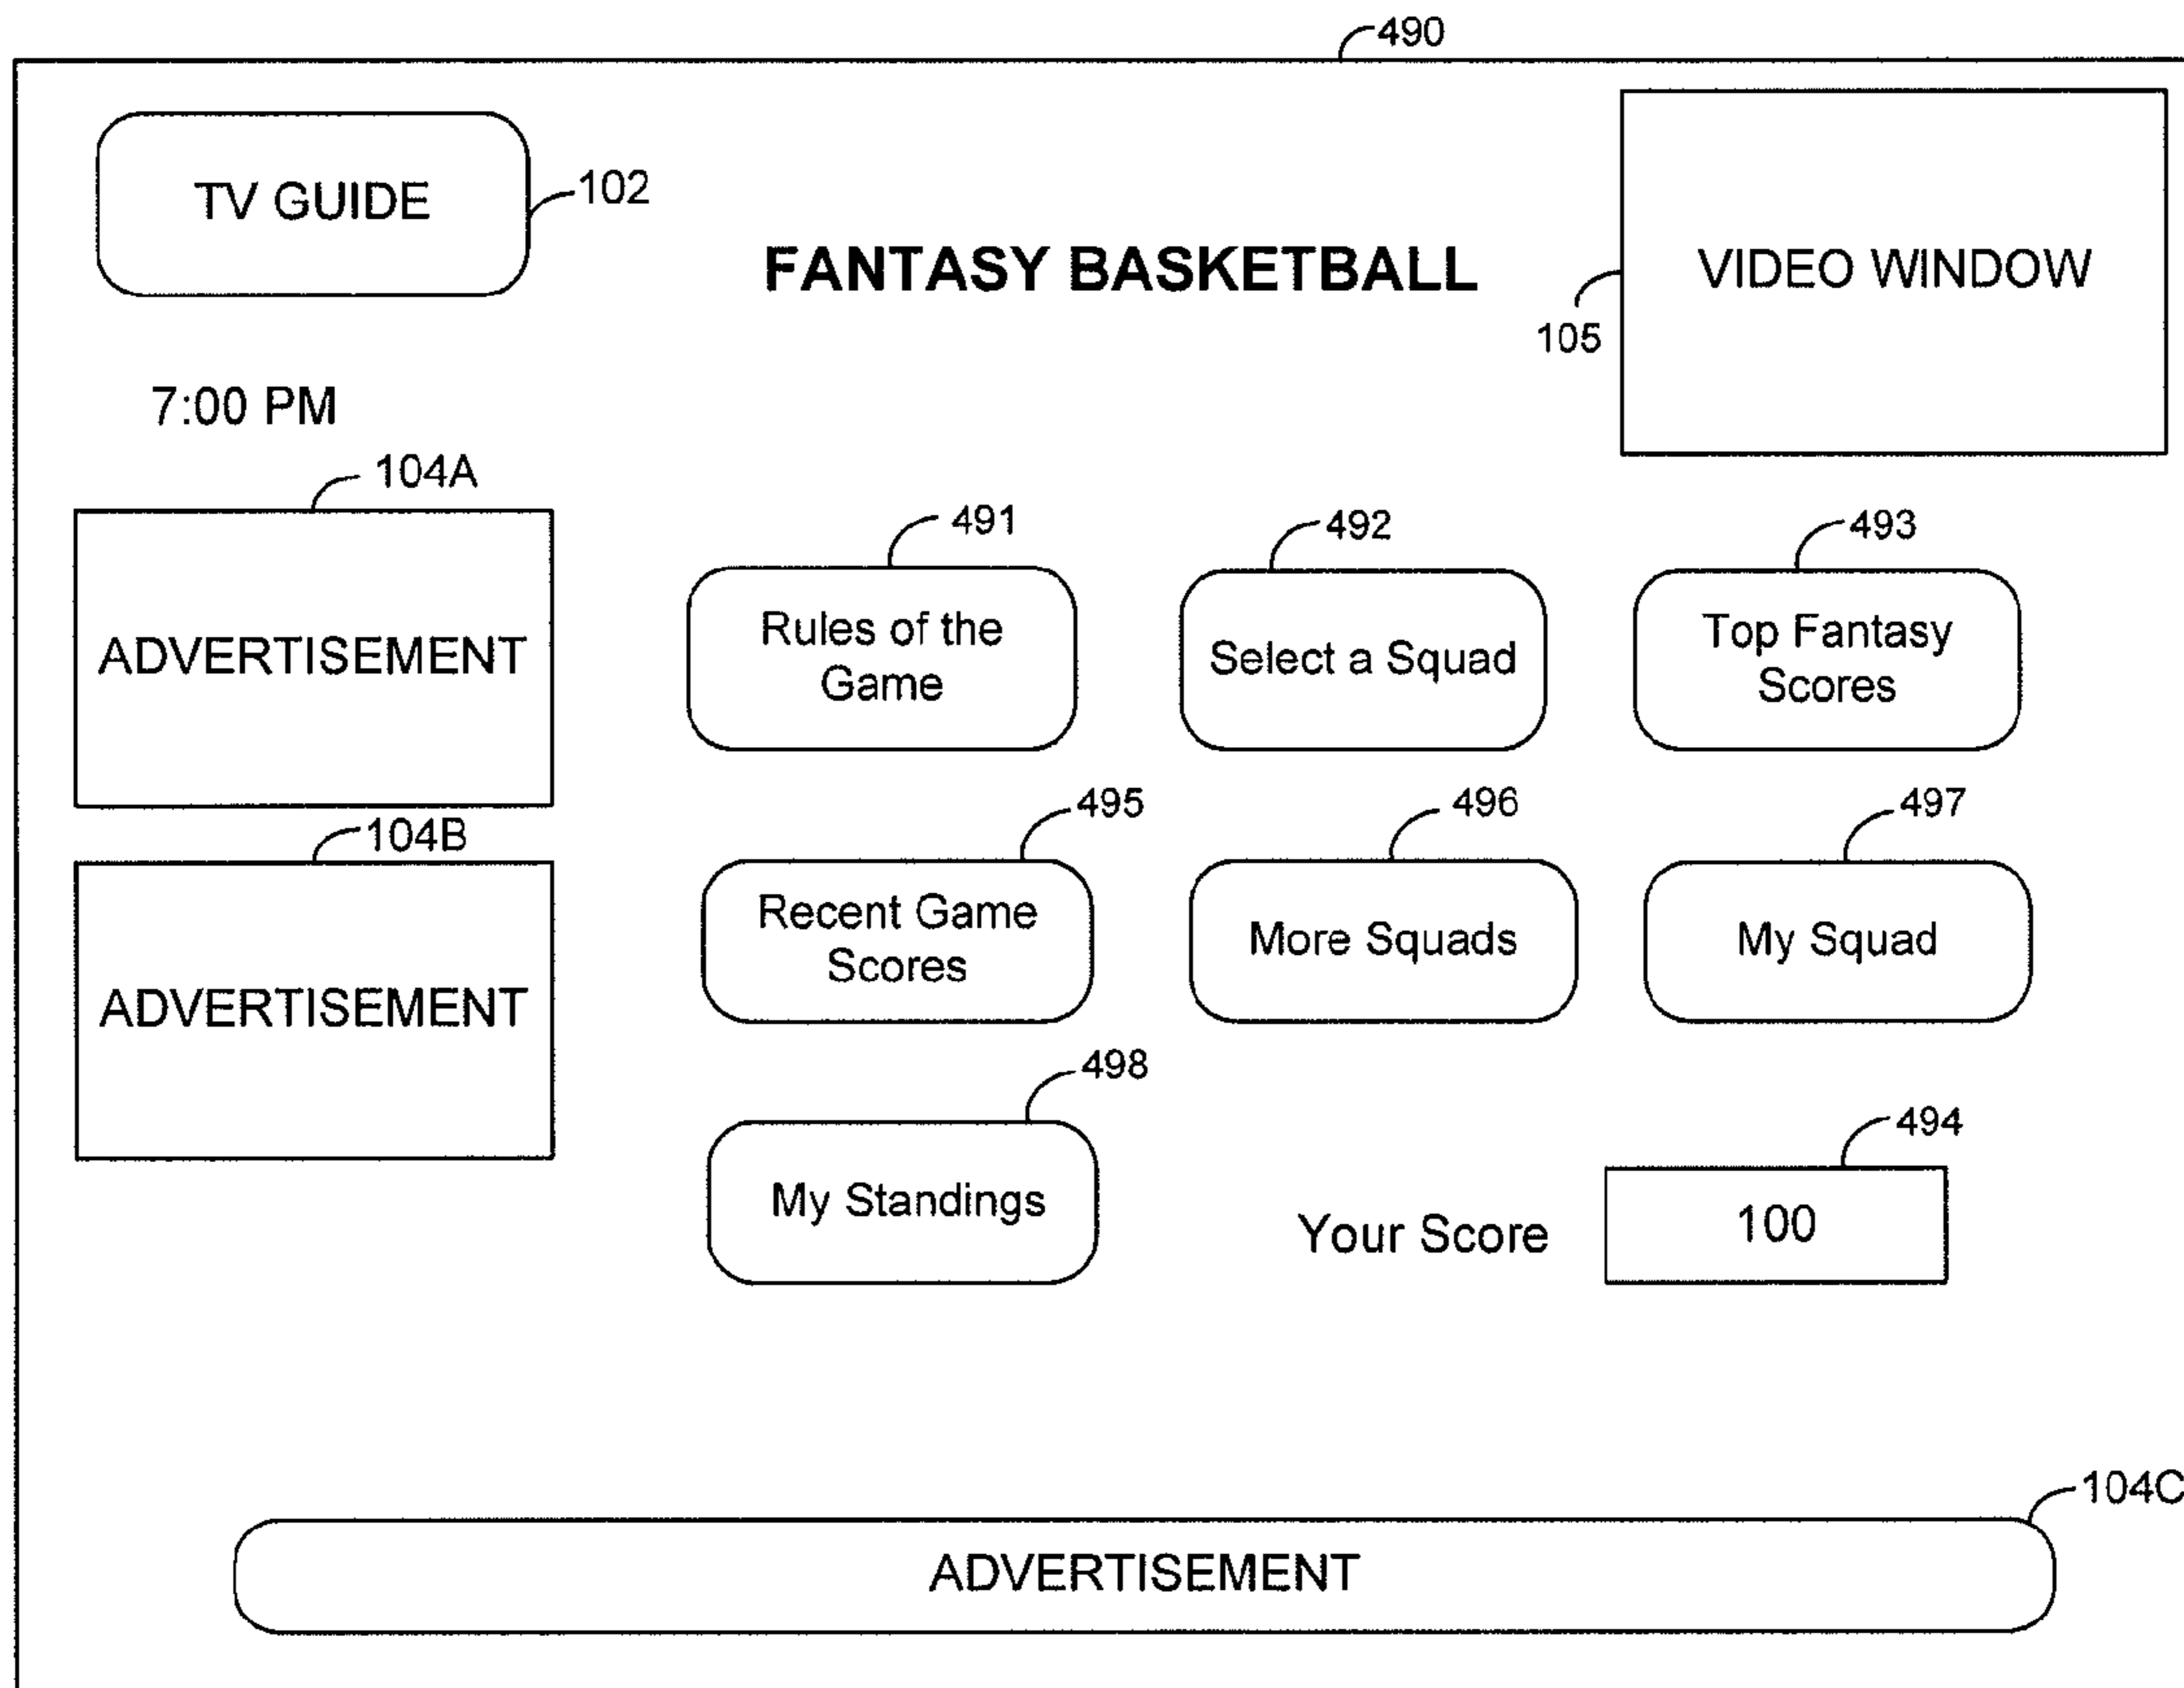 490
TV GUIDE
102
FANTASY BASKETBALL
VIDEO WINDOW
105
7:00 PM
104A
ADVERTISEMENT
491
Rules of the
Game
492
Select a Squad
493
Top Fantasy
Scores
104B
ADVERTISEMENT
495
Recent Game
Scores
496
More Squads
497
My Squad
498
My Standings
Your Score
494
100
104C
ADVERTISEMENT